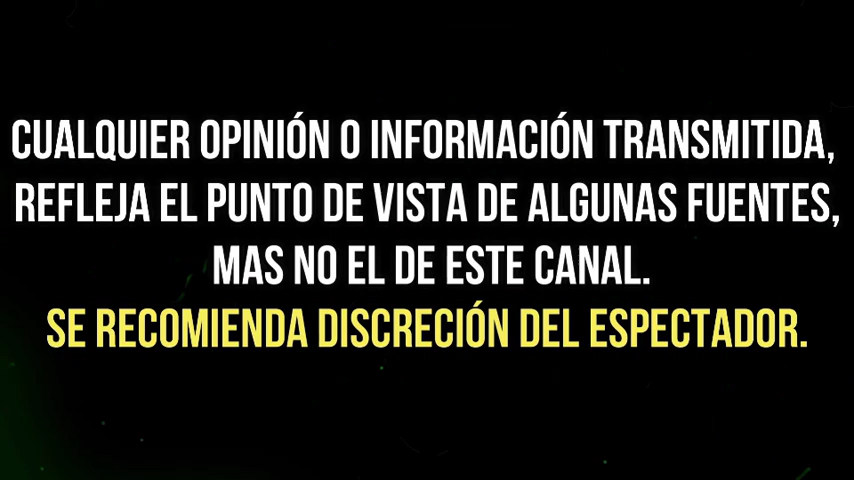 CUALQUIER OPINIÓN O INFORMACIÓN TRANSMITIDA,
REFLEJA EL PUNTO DE VISTA DE ALGUNAS FUENTES,
MAS NO EL DE ESTE CANAL.
SE RECOMIENDA DISCRECIÓN DEL ESPECTADOR.